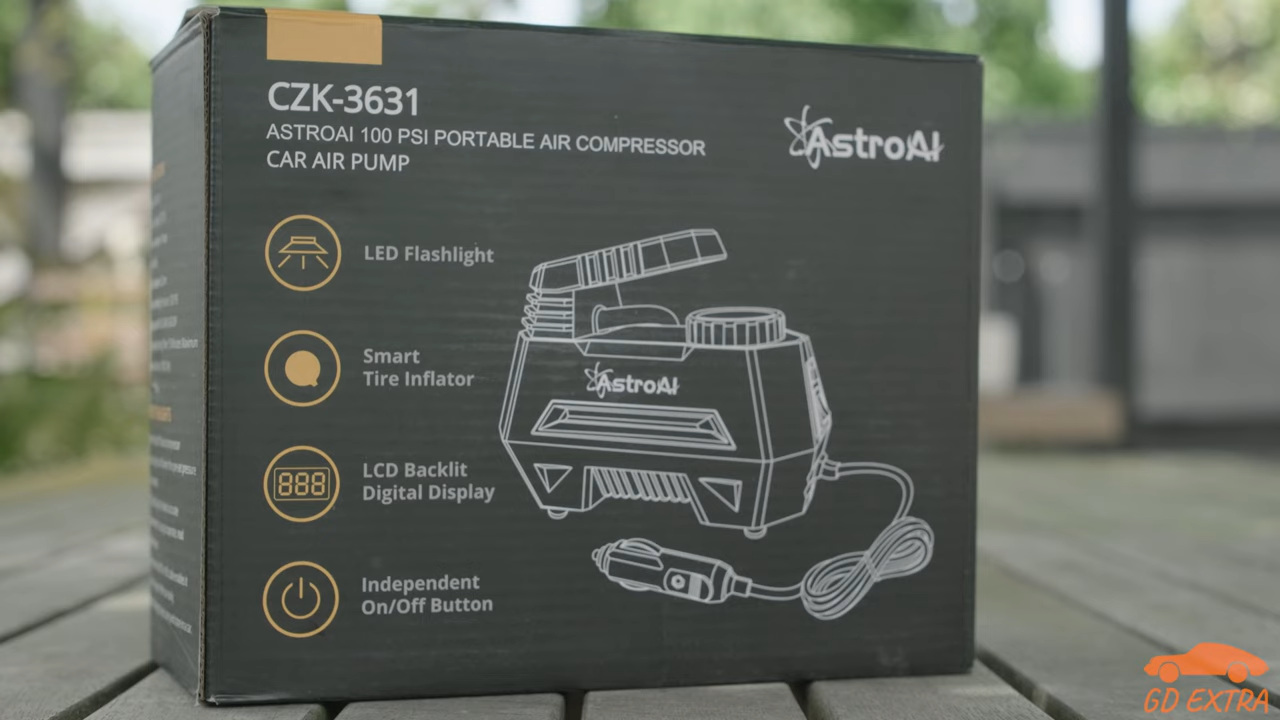 CZK-3631
ASTROAI 100 PSI PORTABLE AIR COMPRESSOR
CAR AIR PUMP
AstroAI
LED Flashlight
Smart
Tire Inflator
AstroAI
LCD Backlit
Digital Display
888
Independent
On/Off Button
GD EXTRA